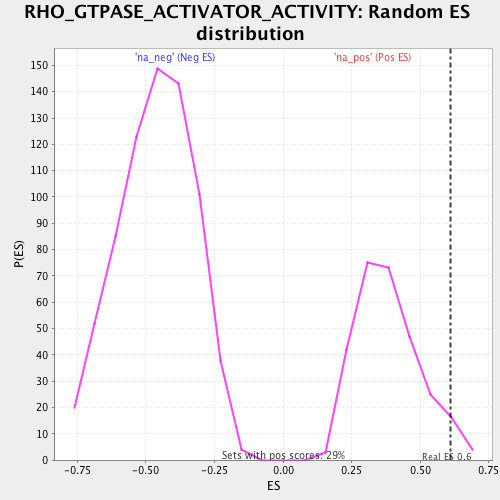 RHO_GTPASE_ACTIVATOR_ACTIVITY: Random ES
distribution
'na_neg' (Neg ES)
'na_pos' (Pos ES)
150
140
130
120
110
100
90
80
70
60
50
40
30
20
10
0
P(ES)
Sets with pos scores: 29%
Real ES 0.6
-0.75
-0.50
-0.25
0.00
0.25
0.50
0.75
ES